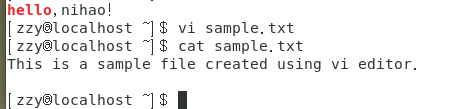 hello,nihao!
[zzy@localhost ~]$ vi sample.txt
[zzy@localhost ~]$ cat sample.txt
This is a sample file created using vi editor.
[zzy@localhost ~]$